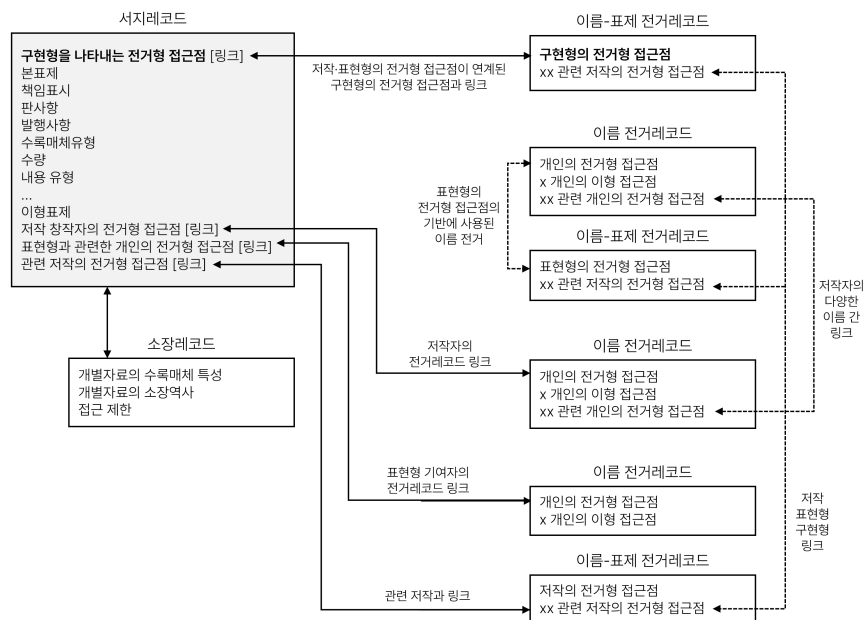 서지레코드
구현형을 나타내는 전거형 접근점 [링크]
본표제
책임표시
판사항
발행사항
수록매체유형
수량
내용 유형
...
이형표제
저작 창작자의 전거형 접근점 [링크]
표현형과 관련한 개인의 전거형 접근점 [링크]
관련 저작의 전거형 접근점 [링크]
소장레코드
개별자료의 수록매체 특성
개별자료의 소장역사
접근 제한
저작·표현형의 전거형 접근점이 연계된
구현형의 전거형 접근점과 링크
표현형의
전거형 접근점의
기반에 사용된
이름 전거
저작자의
전거레코드 링크
표현형 기여자의
전거레코드 링크
관련 저작과 링크
이름-표제 전거레코드
구현형의 전거형 접근점
xx 관련 저작의 전거형 접근점
이름 전거레코드
개인의 전거형 접근점
x 개인의 이형 접근점
xx 관련 개인의 전거형 접근점
이름-표제 전거레코드
표현형의 전거형 접근점
xx 관련 저작의 전거형 접근점
이름 전거레코드
개인의 전거형 접근점
x 개인의 이형 접근점
xx 관련 개인의 전거형 접근점
이름 전거레코드
개인의 전거형 접근점
x 개인의 이형 접근점
이름-표제 전거레코드
저작의 전거형 접근점
xx 관련 저작의 전거형 접근점
저작자의
다양한
이름 간
링크
저작
표현형
구현형
링크